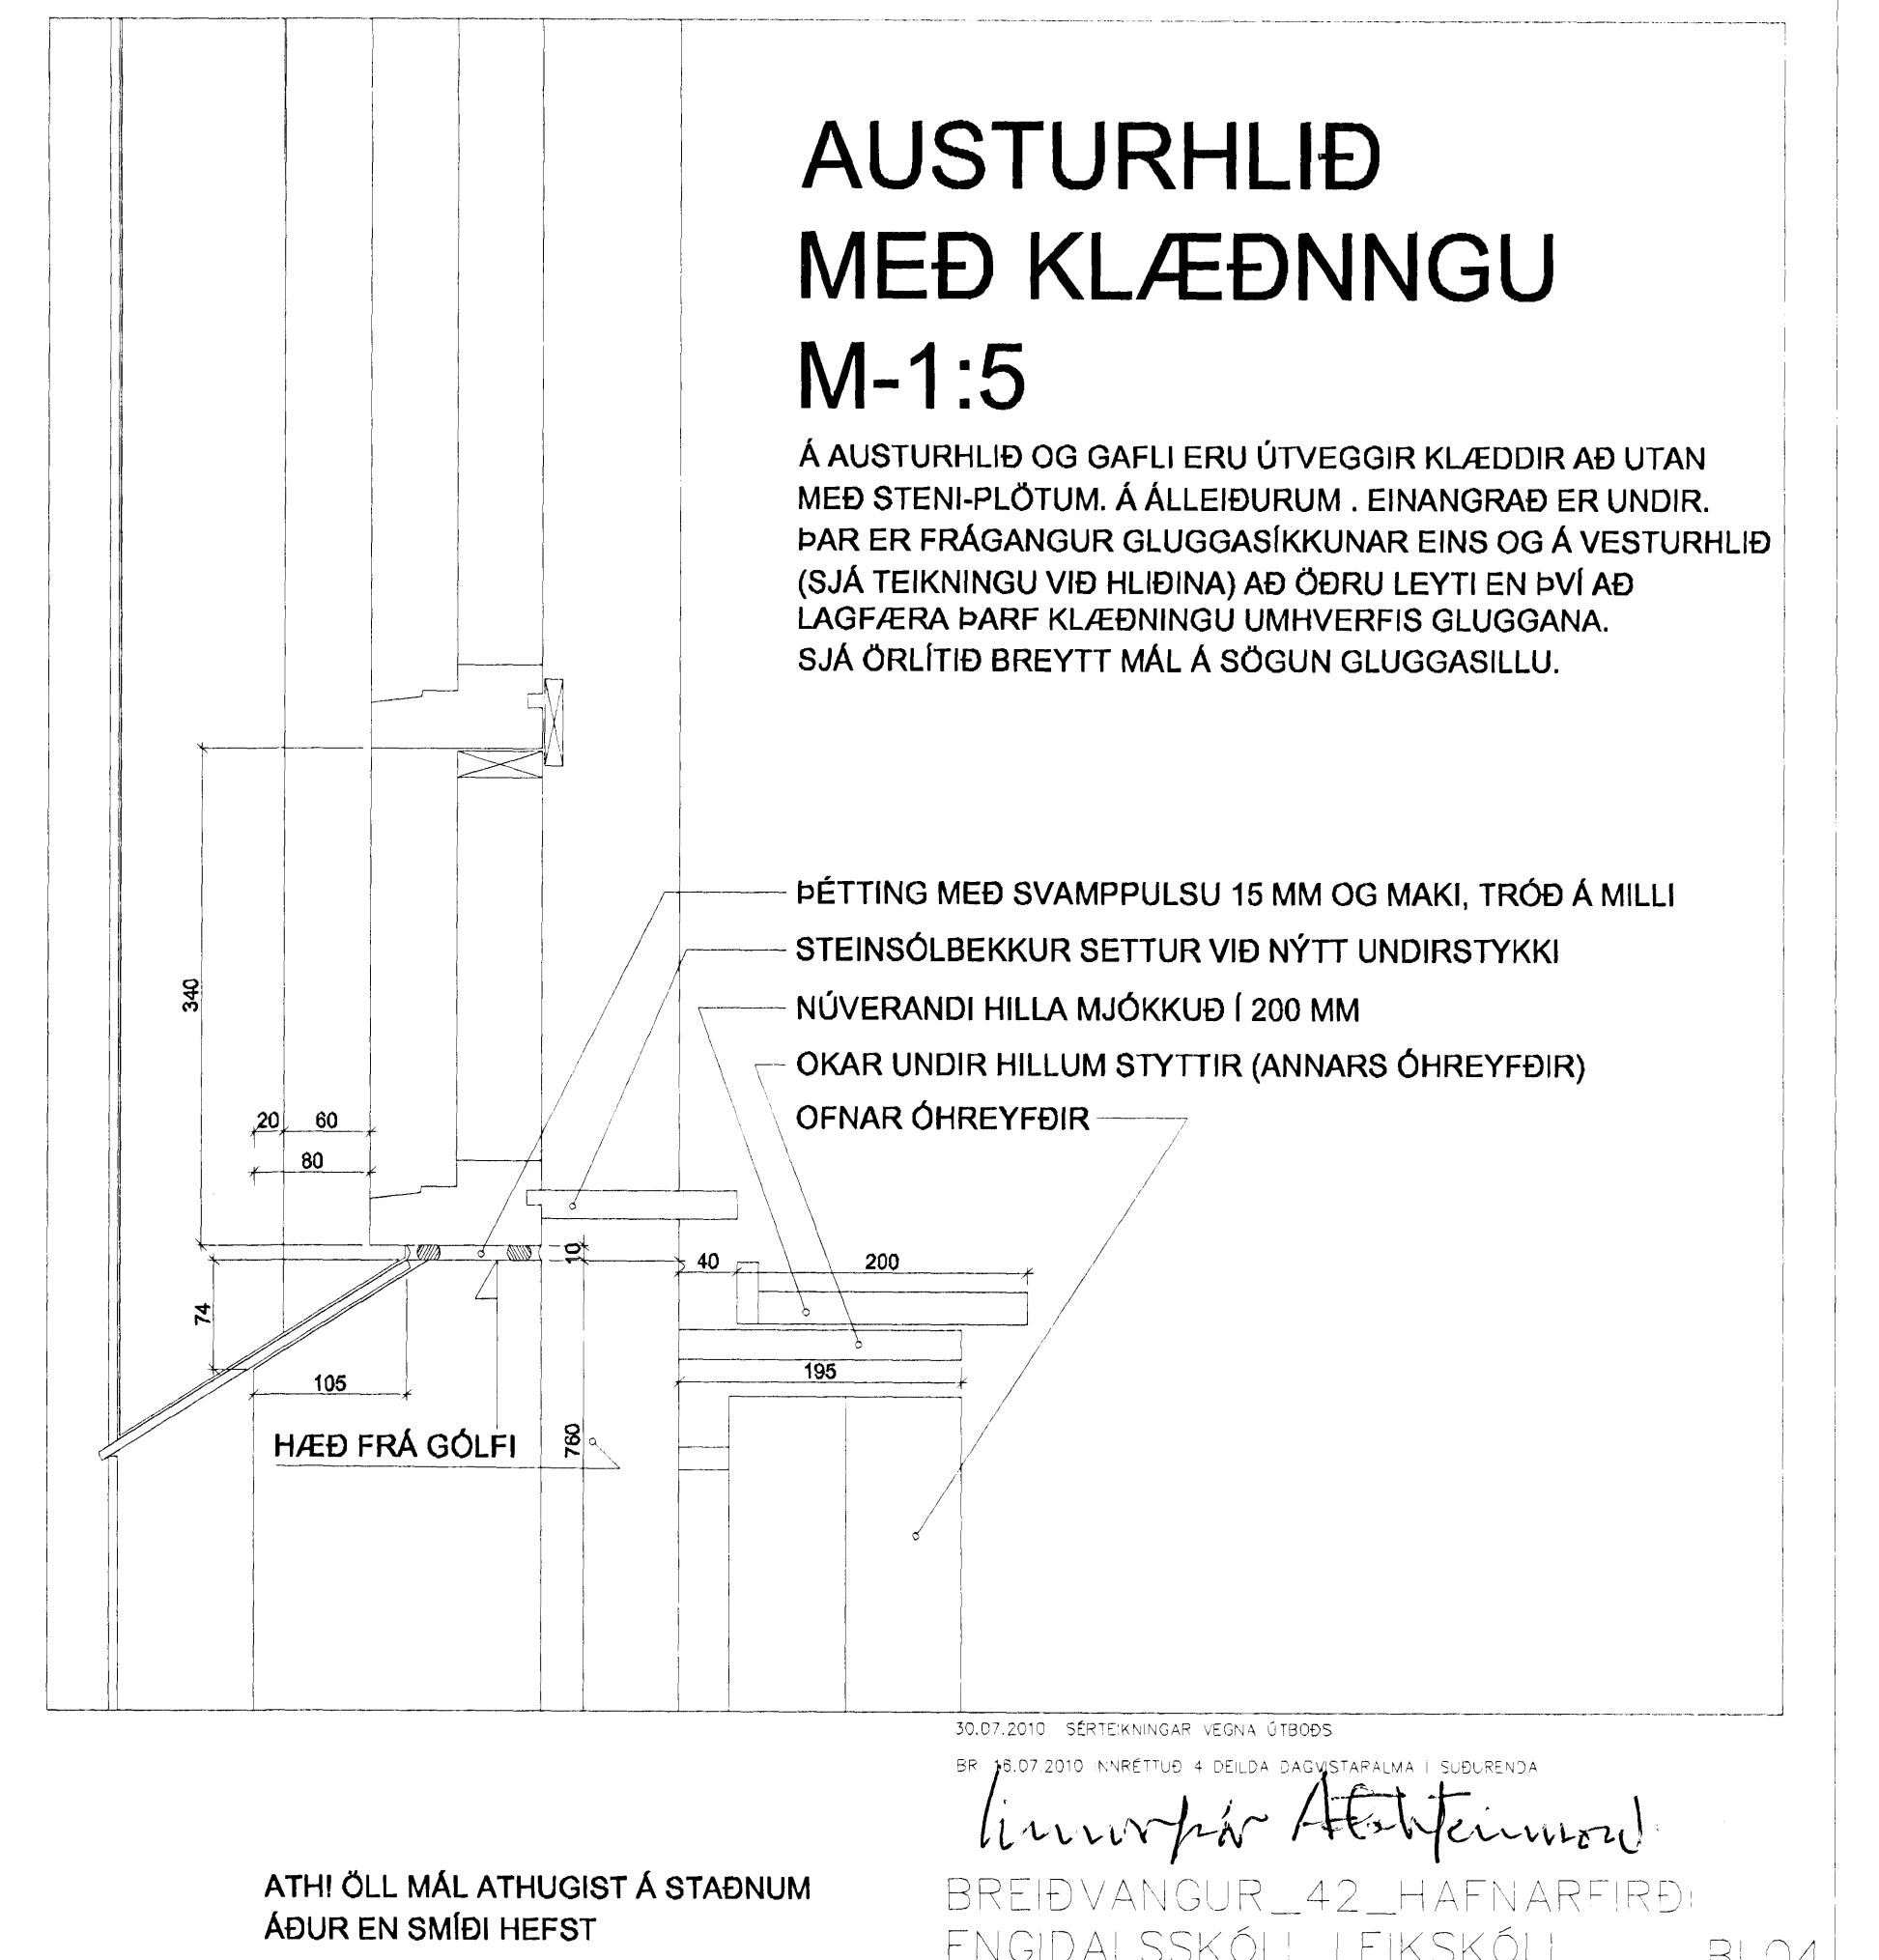 AUSTURHLIÐ
MEÐ KLÆÐNNGU
M-1:5
Á AUSTURHLIÐ OG GAFLI ERU ÚTVEGGIR KLÆDDIR AÐ UTAN
MEÐ STENI-PLÖTUM. Á ÁLLEIÐURUM . EINANGRAÐ ER UNDIR.
ÞAR ER FRÁGANGUR GLUGGASÍKKUNAR EINS OG Á VESTURHLIÐ
(SJÁ TEIKNINGU VIÐ HLIÐINA) AÐ ÖÐRU LEYTI EN ÞVÍ AÐ
LAGFÆRA ÞARF KLÆÐNINGU UMHVERFIS GLUGGANA.
SJÁ ÖRLÍTIÐ BREYTT MÁL Á SÖGUN GLUGGASILLU.
ÞÉTTING MEÐ SVAMPPULSU 15 MM OG MAKI, TRÓÐ Á MILLI
STEINSÓLBEKKUR SETTUR VIÐ NÝTT UNDIRSTYKKI
NÚVERANDI HILLA MJÓKKUÐ Í 200 MM
OKAR UNDIR HILLUM STYTTIR (ANNARS ÓHREYFÐIR)
OFNAR ÓHREYFÐIR
340
20 60
80
10
40 200
74
105
195
HÆÐ FRÁ GÓLFI
760
30.07.2010 SÉRTEIKNINGAR VEGNA ÚTBOÐS
BR 16.07.2010 INNRÉTTUÐ 4 DEILDA DAGVISTARÁLMA Í SUÐURENDA
ATH! ÖLL MÁL ATHUGIST Á STAÐNUM
ÁÐUR EN SMÍÐI HEFST
BREIÐVANGUR_42_HAFNARFIRÐI
ENGIDALSSKÓLI LEIKSKÓLI